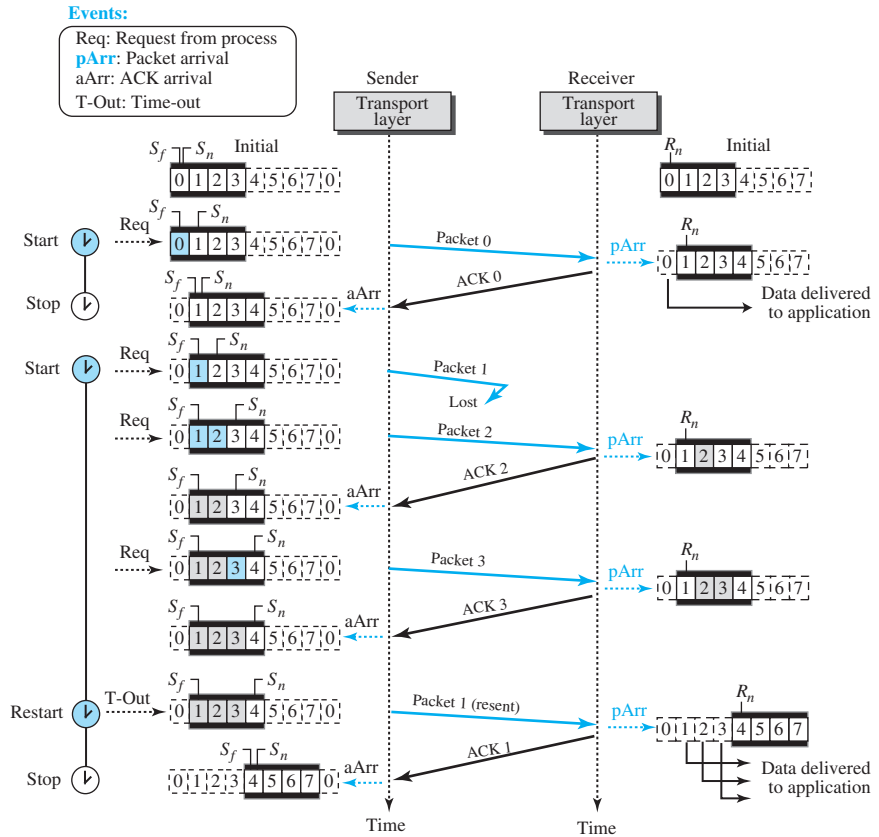 Events:
Req: Request from process
pArr: Packet arrival
aArr: ACK arrival
T-Out: Time-out
Sender
Receiver
Transport layer
Transport layer
Sf Sn Initial
0 1 2 3 4 5 6 7 0
Rn Initial
0 1 2 3 4 5 6 7
Start
Req
Sf Sn
0 1 2 3 4 5 6 7 0
Packet 0
pArr
Rn
0 1 2 3 4 5 6 7
Stop
0 1 2 3 4 5 6 7 0
Sf Sn
aArr
ACK 0
Data delivered
to application
Start
Req
Sf Sn
0 1 2 3 4 5 6 7 0
Packet 1
Lost
Req
Sf Sn
0 1 2 3 4 5 6 7 0
Packet 2
pArr
Rn
0 1 2 3 4 5 6 7
Sf Sn
0 1 2 3 4 5 6 7 0
aArr
ACK 2
Req
Sf Sn
0 1 2 3 4 5 6 7 0
Packet 3
pArr
Rn
0 1 2 3 4 5 6 7
Sf Sn
0 1 2 3 4 5 6 7 0
aArr
ACK 3
Restart
T-Out
Sf Sn
0 1 2 3 4 5 6 7 0
Packet 1 (resent)
pArr
Rn
0 1 2 3 4 5 6 7
Stop
Sf Sn
0 1 2 3 4 5 6 7 0
aArr
ACK 1
Data delivered
to application
Time
Time